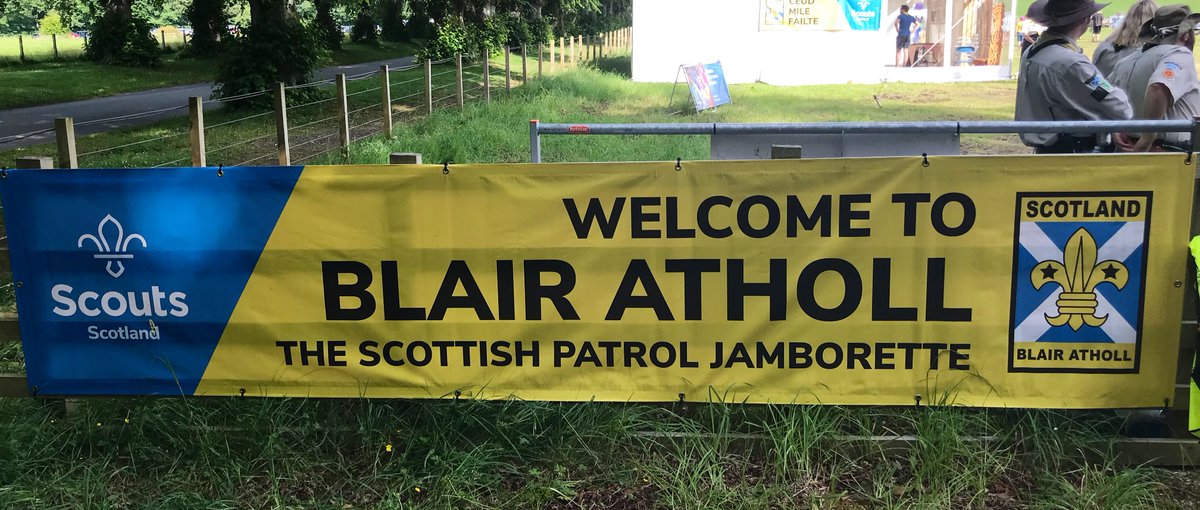 CEUD
MILE
FAILTE
Scouts
Scotland
WELCOME TO
BLAIR ATHOLL
THE SCOTTISH PATROL JAMBORETTE
SCOTLAND
BLAIR ATHOLL